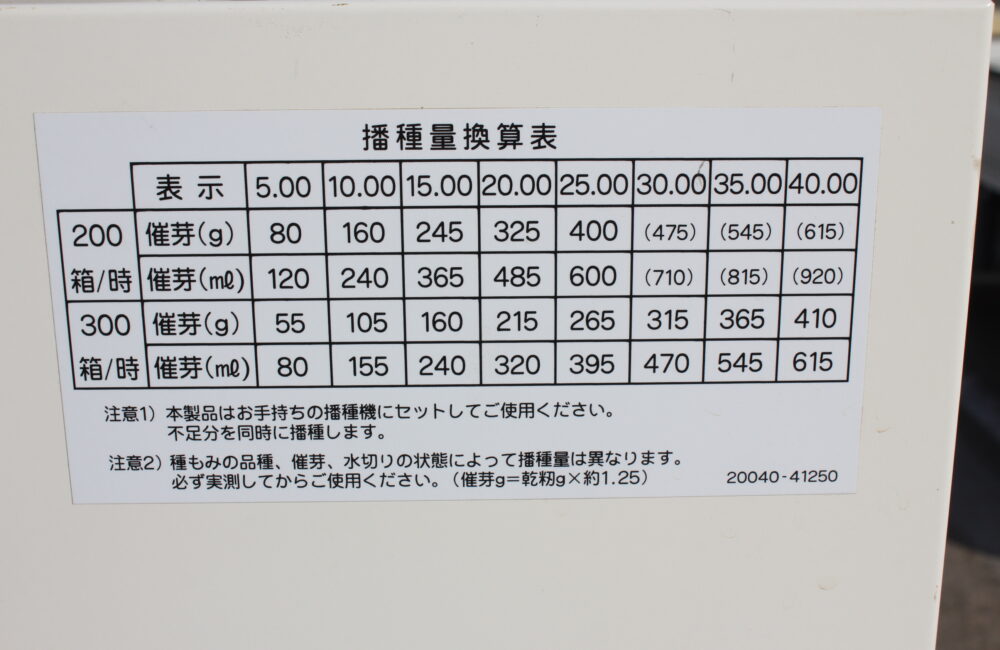 播種量換算表
表示 5.00 10.00 15.00 20.00 25.00 30.00 35.00 40.00
200 催芽(g) 80 160 245 325 400 (475) (545) (615)
箱/時 催芽(mℓ) 120 240 365 485 600 (710) (815) (920)
300 催芽(g) 55 105 160 215 265 315 365 410
箱/時 催芽(mℓ) 80 155 240 320 395 470 545 615
注意1) 本製品はお手持ちの播種機にセットしてご使用ください。
不足分を同時に播種します。
注意2) 種もみの品種、催芽、水切りの状態によって播種量は異なります。
必ず実測してからご使用ください。(催芽g=乾籾g×約1.25)
20040-41250